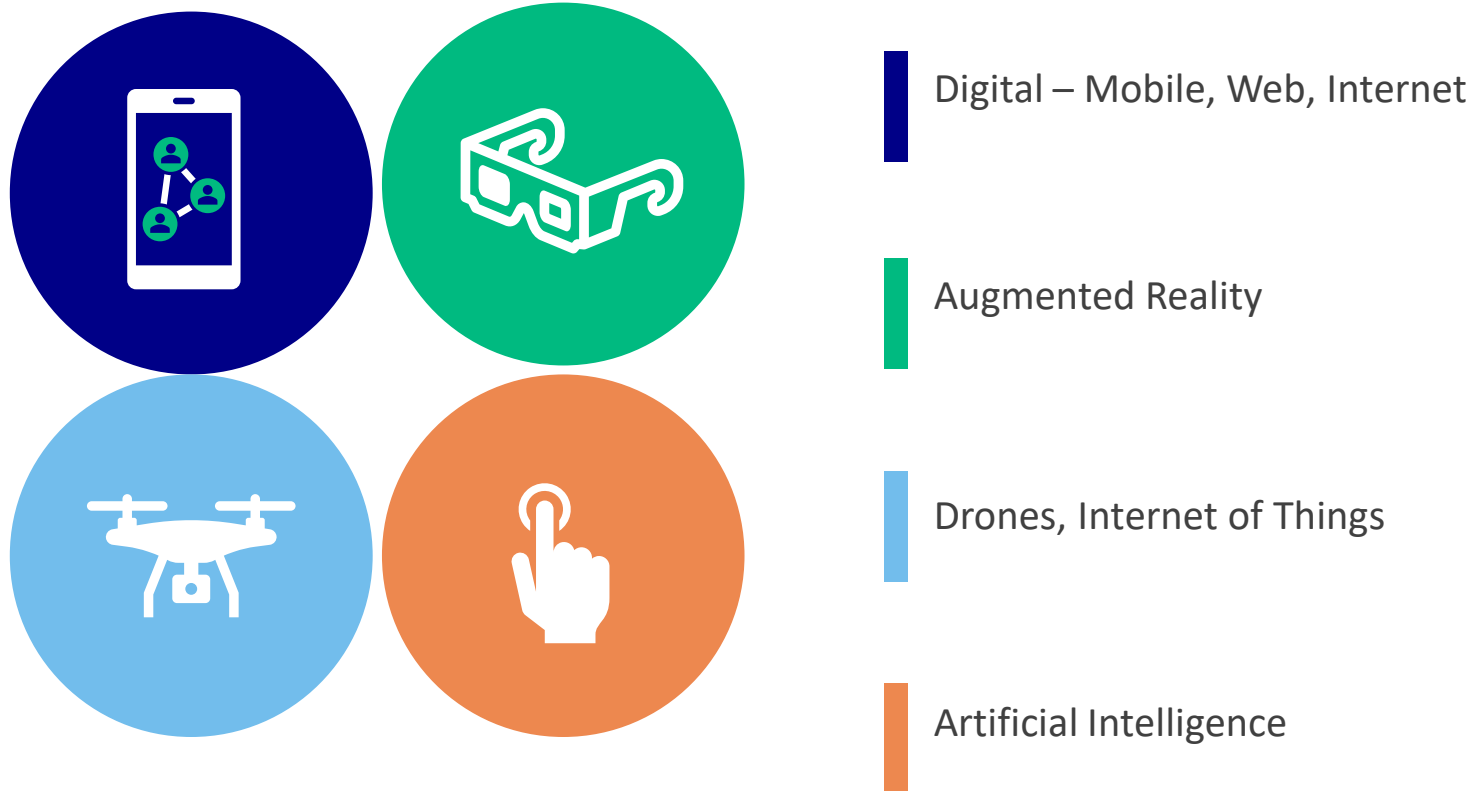 Digital – Mobile, Web, Internet
Augmented Reality
Drones, Internet of Things
Artificial Intelligence